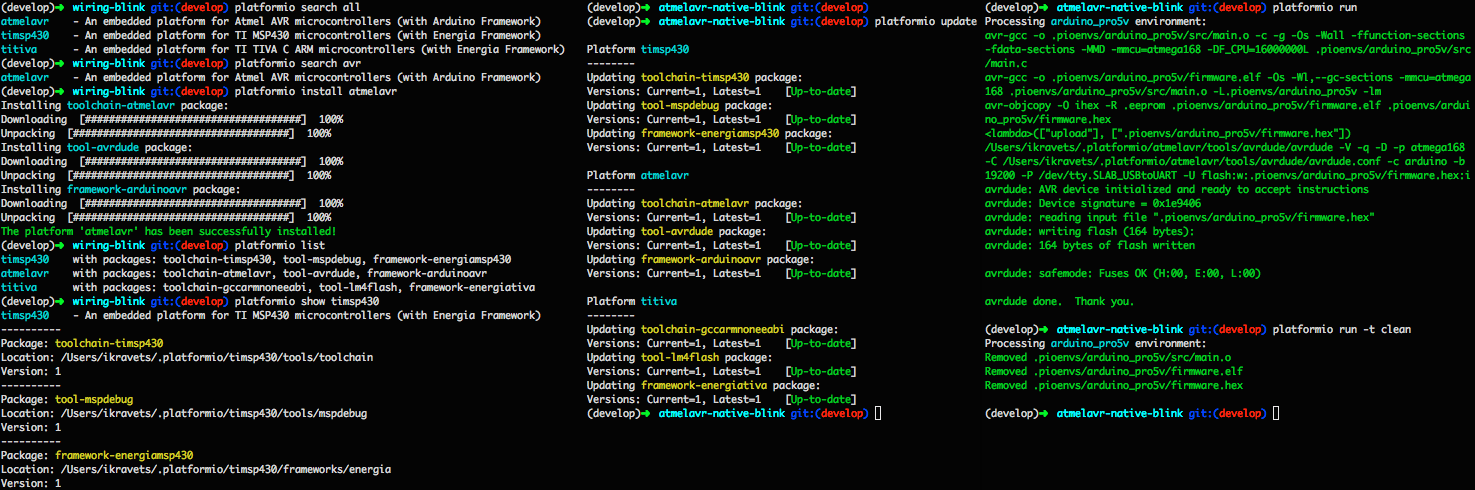 (develop)➜ wiring-blink git:(develop) platformio search all
atmelavr    - An embedded platform for Atmel AVR microcontrollers (with Arduino Framework)
timsp430    - An embedded platform for TI MSP430 microcontrollers (with Energia Framework)
titiva      - An embedded platform for TI TIVA C ARM microcontrollers (with Energia Framework)
(develop)➜ wiring-blink git:(develop) platformio search avr
atmelavr    - An embedded platform for Atmel AVR microcontrollers (with Arduino Framework)
(develop)➜ wiring-blink git:(develop) platformio install atmelavr
Installing toolchain-atmelavr package:
Downloading  [####################################]  100%
Unpacking  [####################################]  100%
Installing tool-avrdude package:
Downloading  [####################################]  100%
Unpacking  [####################################]  100%
Installing framework-arduinoavr package:
Downloading  [####################################]  100%
Unpacking  [####################################]  100%
The platform 'atmelavr' has been successfully installed!
(develop)➜ wiring-blink git:(develop) platformio list
timsp430    with packages: toolchain-timsp430, tool-mspdebug, framework-energiamsp430
atmelavr    with packages: toolchain-atmelavr, tool-avrdude, framework-arduinoavr
titiva      with packages: toolchain-gccarmnoneeabi, tool-lm4flash, framework-energiativa
(develop)➜ wiring-blink git:(develop) platformio show timsp430
timsp430    - An embedded platform for TI MSP430 microcontrollers (with Energia Framework)
----------
Package: toolchain-timsp430
Location: /Users/ikravets/.platformio/timsp430/tools/toolchain
Version: 1
----------
Package: tool-mspdebug
Location: /Users/ikravets/.platformio/timsp430/tools/mspdebug
Version: 1
----------
Package: framework-energiamsp430
Location: /Users/ikravets/.platformio/timsp430/frameworks/energia
Version: 1
(develop)➜ atmelavr-native-blink git:(develop)
(develop)➜ atmelavr-native-blink git:(develop) platformio update
Platform timsp430
--------
Updating toolchain-timsp430 package:
Versions: Current=1, Latest=1    [Up-to-date]
Updating tool-mspdebug package:
Versions: Current=1, Latest=1    [Up-to-date]
Updating framework-energiamsp430 package:
Versions: Current=1, Latest=1    [Up-to-date]
Platform atmelavr
--------
Updating toolchain-atmelavr package:
Versions: Current=1, Latest=1    [Up-to-date]
Updating tool-avrdude package:
Versions: Current=1, Latest=1    [Up-to-date]
Updating framework-arduinoavr package:
Versions: Current=1, Latest=1    [Up-to-date]
Platform titiva
--------
Updating toolchain-gccarmnoneeabi package:
Versions: Current=1, Latest=1    [Up-to-date]
Updating tool-lm4flash package:
Versions: Current=1, Latest=1    [Up-to-date]
Updating framework-energiativa package:
Versions: Current=1, Latest=1    [Up-to-date]
(develop)➜ atmelavr-native-blink git:(develop)
(develop)➜ atmelavr-native-blink git:(develop) platformio run
Processing arduino_pro5v environment:
avr-gcc -o .pioenvs/arduino_pro5v/src/main.o -c -g -Os -Wall -ffunction-sections
-fdata-sections -MMD -mmcu=atmega168 -DF_CPU=16000000L .pioenvs/arduino_pro5v/src
/main.c
avr-gcc -o .pioenvs/arduino_pro5v/firmware.elf -Os -Wl,--gc-sections -mmcu=atmega
168 .pioenvs/arduino_pro5v/src/main.o -L.pioenvs/arduino_pro5v -lm
avr-objcopy -O ihex -R .eeprom .pioenvs/arduino_pro5v/firmware.elf .pioenvs/ardui
no_pro5v/firmware.hex
<lambda>(["upload"], [".pioenvs/arduino_pro5v/firmware.hex"])
/Users/ikravets/.platformio/atmelavr/tools/avrdude/avrdude -V -q -D -p atmega168
-C /Users/ikravets/.platformio/atmelavr/tools/avrdude/avrdude.conf -c arduino -b
19200 -P /dev/tty.SLAB_USBtoUART -U flash:w:.pioenvs/arduino_pro5v/firmware.hex:i
avrdude: AVR device initialized and ready to accept instructions
avrdude: Device signature = 0x1e9406
avrdude: reading input file ".pioenvs/arduino_pro5v/firmware.hex"
avrdude: writing flash (164 bytes):
avrdude: 164 bytes of flash written
avrdude: safemode: Fuses OK (H:00, E:00, L:00)
avrdude done.  Thank you.
(develop)➜ atmelavr-native-blink git:(develop) platformio run -t clean
Processing arduino_pro5v environment:
Removed .pioenvs/arduino_pro5v/src/main.o
Removed .pioenvs/arduino_pro5v/firmware.elf
Removed .pioenvs/arduino_pro5v/firmware.hex
(develop)➜ atmelavr-native-blink git:(develop)